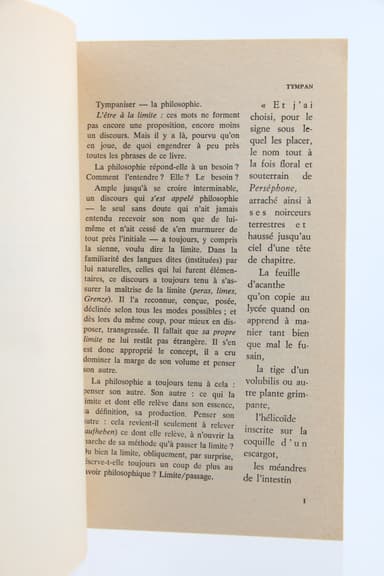 TYMPAN
Tympaniser — la philosophie.
L'être à la limite : ces mots ne forment
pas encore une proposition, encore moins
un discours. Mais il y a là, pourvu qu'on
en joue, de quoi engendrer à peu près
toutes les phrases de ce livre.
La philosophie répond-elle à un besoin ?
Comment l'entendre ? Elle ? Le besoin ?
Ample jusqu'à se croire interminable,
un discours qui s'est appelé philosophie
— le seul sans doute qui n'ait jamais
entendu recevoir son nom que de lui-
même et n'ait cessé de s'en murmurer de
tout près l'initiale — a toujours, y compris
la sienne, voulu dire la limite. Dans la
familiarité des langues dites (instituées) par
lui naturelles, celles qui lui furent élémen-
taires, ce discours a toujours tenu à s'as-
surer la maîtrise de la limite (peras, limes,
Grenze). Il l'a reconnue, conçue, posée,
déclinée selon tous les modes possibles ; et
dès lors du même coup, pour mieux en dis-
poser, transgressée. Il fallait que sa propre
limite ne lui restât pas étrangère. Il s'en
est donc approprié le concept, il a cru
dominer la marge de son volume et penser
son autre.
La philosophie a toujours tenu à cela :
penser son autre. Son autre : ce qui la
limite et dont elle relève dans son essence,
sa définition, sa production. Penser son
autre : cela revient-il seulement à relever
(aufheben) ce dont elle relève, à n'ouvrir la
marche de sa méthode qu'à passer la limite ?
Ou bien la limite, obliquement, par surprise,
réserve-t-elle toujours un coup de plus au
savoir philosophique ? Limite/passage.
« Et j'ai
choisi, pour le
signe sous le-
quel les placer,
le nom tout à
la fois floral et
souterrain de
Perséphone,
arraché ainsi à
ses noirceurs
terrestres et
haussé jusqu'au
ciel d'une tête
de chapitre.
La feuille
d'acanthe
qu'on copie au
lycée quand on
apprend à ma-
nier tant bien
que mal le fu-
sain,
la tige d'un
volubilis ou au-
tre plante grim-
pante,
l'hélicoïde
inscrite sur la
coquille d'un
escargot,
les méandres
de l'intestin
I